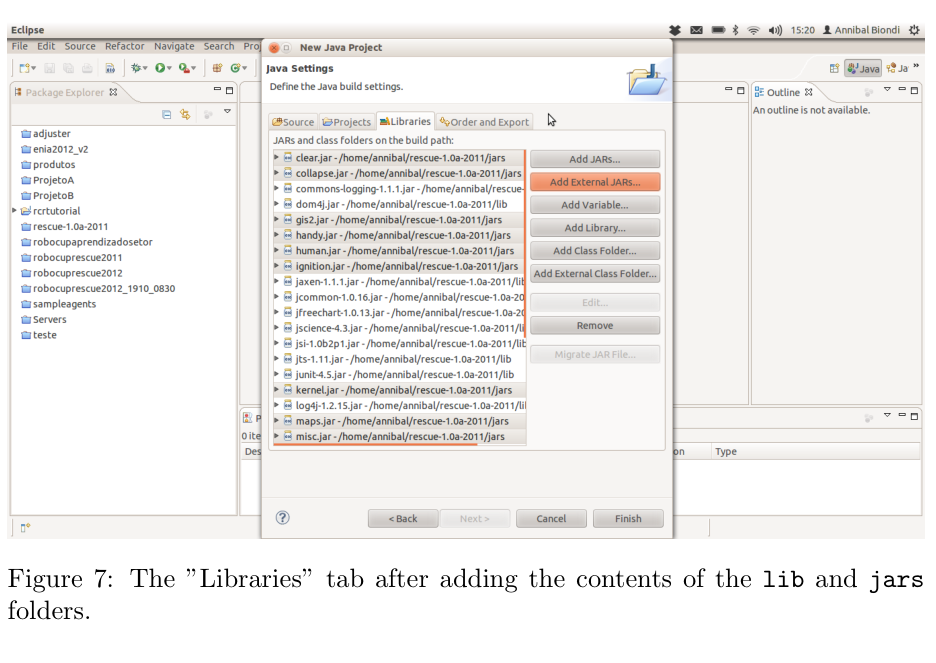 Eclipse
15:20 Annibal Biondi
File Edit Source Refactor Navigate Search Proj
New Java Project
Java Settings
Define the Java build settings.
Java
Ja
Package Explorer
adjuster
enia2012_v2
produtos
ProjetoA
ProjetoB
rcrtutorial
rescue-1.0a-2011
robocupaprendizadosetor
robocuprescue2011
robocuprescue2012
robocuprescue2012_1910_0830
sampleagents
Servers
teste
Source Projects Libraries Order and Export
JARs and class folders on the build path:
clear.jar - /home/annibal/rescue-1.0a-2011/jars
collapse.jar - /home/annibal/rescue-1.0a-2011/jars
commons-logging-1.1.1.jar - /home/annibal/rescue-
dom4j.jar - /home/annibal/rescue-1.0a-2011/lib
gis2.jar - /home/annibal/rescue-1.0a-2011/jars
handy.jar - /home/annibal/rescue-1.0a-2011/jars
human.jar - /home/annibal/rescue-1.0a-2011/jars
ignition.jar - /home/annibal/rescue-1.0a-2011/jars
jaxen-1.1.1.jar - /home/annibal/rescue-1.0a-2011/lib
jcommon-1.0.16.jar - /home/annibal/rescue-1.0a-20
jfreechart-1.0.13.jar - /home/annibal/rescue-1.0a-20
jscience-4.3.jar - /home/annibal/rescue-1.0a-2011/li
jsi-1.0b2p1.jar - /home/annibal/rescue-1.0a-2011/lib
jts-1.11.jar - /home/annibal/rescue-1.0a-2011/lib
junit-4.5.jar - /home/annibal/rescue-1.0a-2011/lib
kernel.jar - /home/annibal/rescue-1.0a-2011/jars
log4j-1.2.15.jar - /home/annibal/rescue-1.0a-2011/lil
maps.jar - /home/annibal/rescue-1.0a-2011/jars
misc.jar - /home/annibal/rescue-1.0a-2011/jars
Add JARs...
Add External JARs...
Add Variable...
Add Library...
Add Class Folder...
Add External Class Folder...
Edit...
Remove
Migrate JAR File...
Outline
An outline is not available.
P
0 ite
Des
on
Type
< Back
Next >
Cancel
Finish
Figure 7: The ”Libraries” tab after adding the contents of the lib and jars
folders.